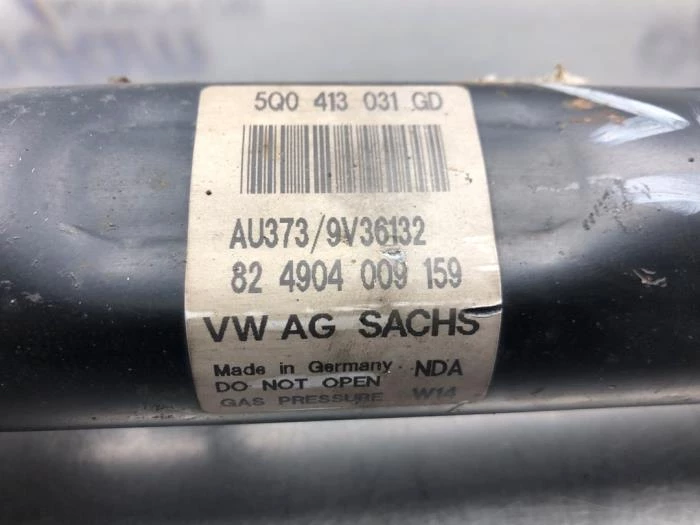 5Q0 413 031 GD
AU373/9V36132
82 4904 009 159
VW AG SACHS
Made in Germany NDA
DO NOT OPEN
GAS PRESSURE W14